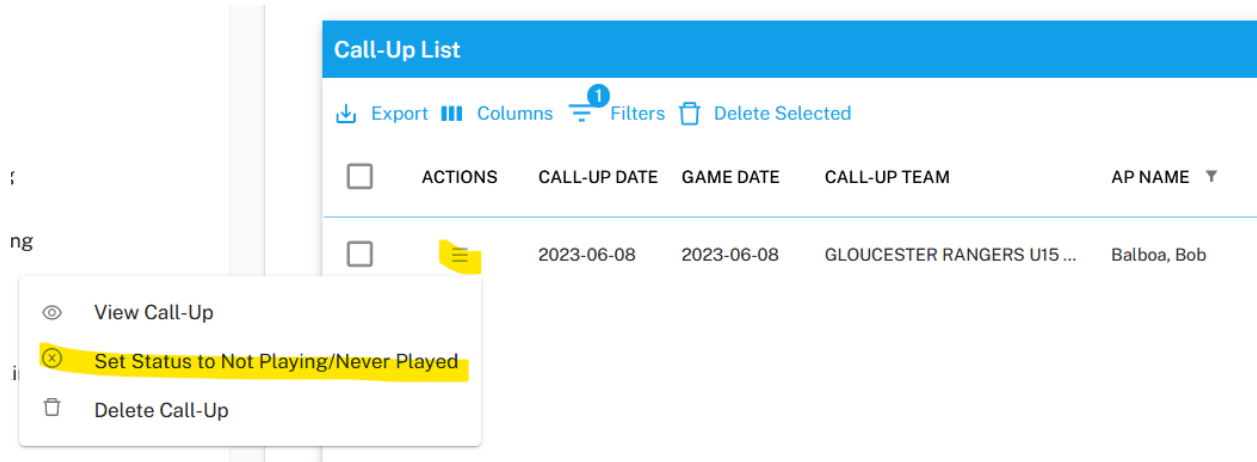 Call-Up List
1
Export Columns Filters Delete Selected
ACTIONS CALL-UP DATE GAME DATE CALL-UP TEAM AP NAME
ng
2023-06-08 2023-06-08 GLOUCESTER RANGERS U15 ... Balboa, Bob
View Call-Up
Set Status to Not Playing/Never Played
Delete Call-Up